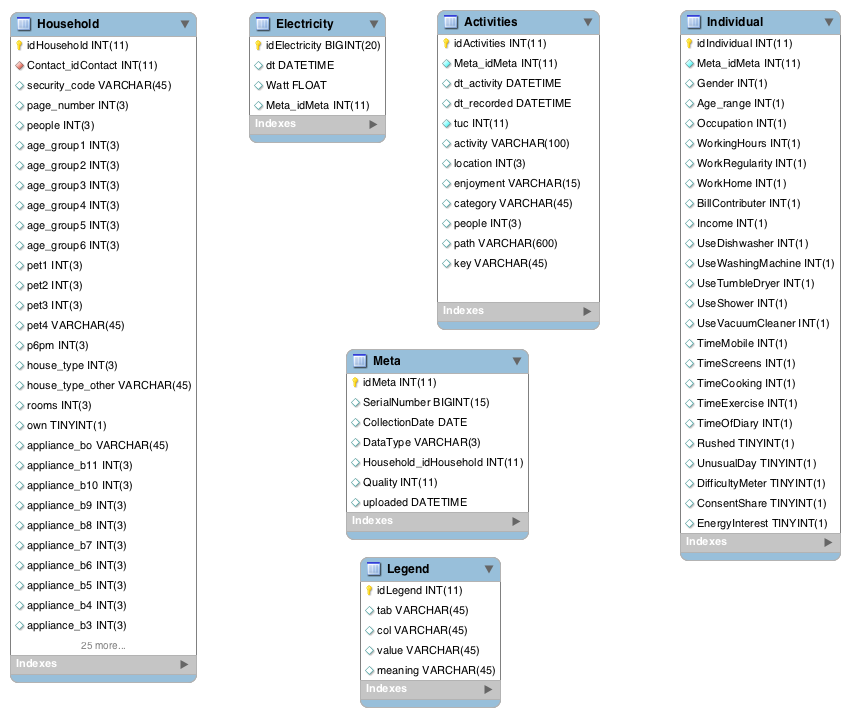 Household
idHousehold INT(11)
Contact_idContact INT(11)
security_code VARCHAR(45)
page_number INT(3)
people INT(3)
age_group1 INT(3)
age_group2 INT(3)
age_group3 INT(3)
age_group4 INT(3)
age_group5 INT(3)
age_group6 INT(3)
pet1 INT(3)
pet2 INT(3)
pet3 INT(3)
pet4 VARCHAR(45)
p6pm INT(3)
house_type INT(3)
house_type_other VARCHAR(45)
rooms INT(3)
own TINYINT(1)
appliance_bo VARCHAR(45)
appliance_b11 INT(3)
appliance_b10 INT(3)
appliance_b9 INT(3)
appliance_b8 INT(3)
appliance_b7 INT(3)
appliance_b6 INT(3)
appliance_b5 INT(3)
appliance_b4 INT(3)
appliance_b3 INT(3)
25 more...
Indexes
Electricity
idElectricity BIGINT(20)
dt DATETIME
Watt FLOAT
Meta_idMeta INT(11)
Indexes
Activities
idActivities INT(11)
Meta_idMeta INT(11)
dt_activity DATETIME
dt_recorded DATETIME
tuc INT(11)
activity VARCHAR(100)
location INT(3)
enjoyment VARCHAR(15)
category VARCHAR(45)
people INT(3)
path VARCHAR(600)
key VARCHAR(45)
Indexes
Meta
idMeta INT(11)
SerialNumber BIGINT(15)
CollectionDate DATE
DataType VARCHAR(3)
Household_idHousehold INT(11)
Quality INT(11)
uploaded DATETIME
Indexes
Legend
idLegend INT(11)
tab VARCHAR(45)
col VARCHAR(45)
value VARCHAR(45)
meaning VARCHAR(45)
Indexes
Individual
idIndividual INT(11)
Meta_idMeta INT(11)
Gender INT(1)
Age_range INT(1)
Occupation INT(1)
WorkingHours INT(1)
WorkRegularity INT(1)
WorkHome INT(1)
BillContributer INT(1)
Income INT(1)
UseDishwasher INT(1)
UseWashingMachine INT(1)
UseTumbleDryer INT(1)
UseShower INT(1)
UseVacuumCleaner INT(1)
TimeMobile INT(1)
TimeScreens INT(1)
TimeCooking INT(1)
TimeExercise INT(1)
TimeOfDiary INT(1)
Rushed TINYINT(1)
UnusualDay TINYINT(1)
DifficultyMeter TINYINT(1)
ConsentShare TINYINT(1)
EnergyInterest TINYINT(1)
Indexes